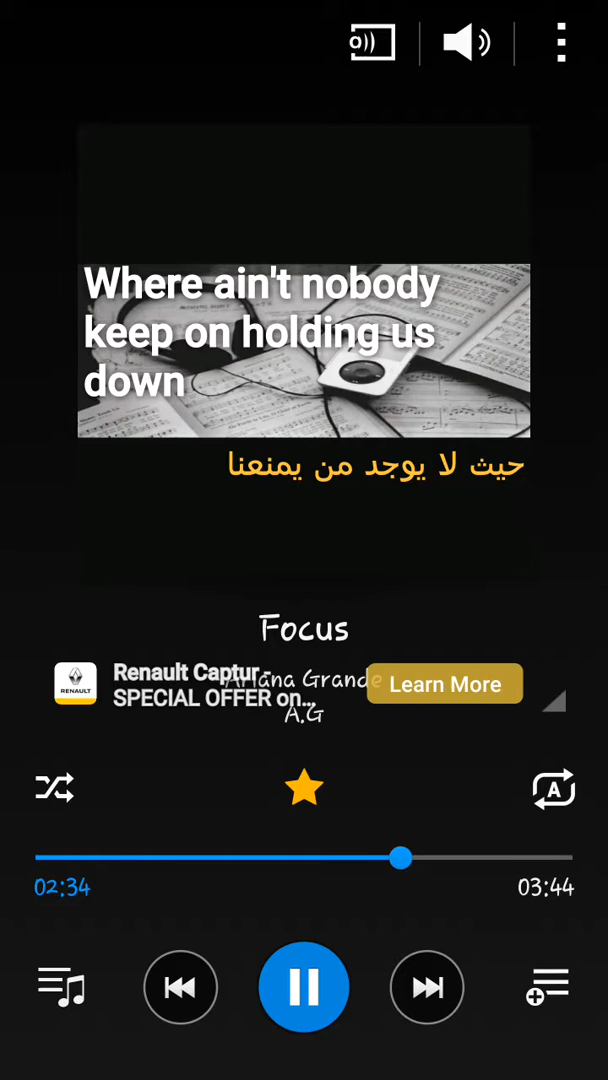 Where ain't nobody
keep on holding us
down
حيث لا يوجد من يمنعنا
Focus
Renault Captur -
SPECIAL OFFER on...
Ariana Grande
A.G
RENAULT
Learn More
A
02:34
03:44